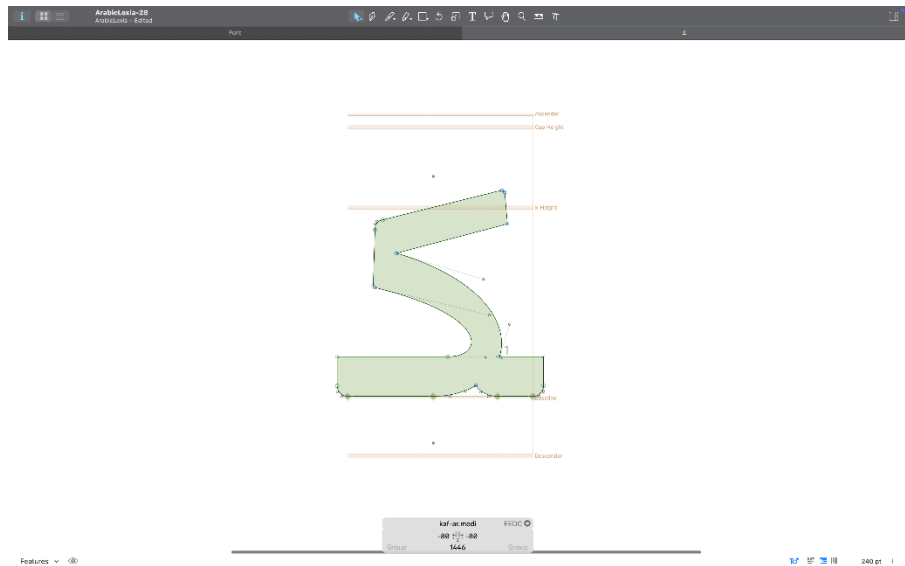 ArabicLexia-28
ArabicLexia – Edited
Font
ﻛ
Ascender
Cap Height
x-Height
1
Baseline
Descender
kaf-ar.medi
FEDC
-80
-80
Group
1446
Group
Features
240 pt